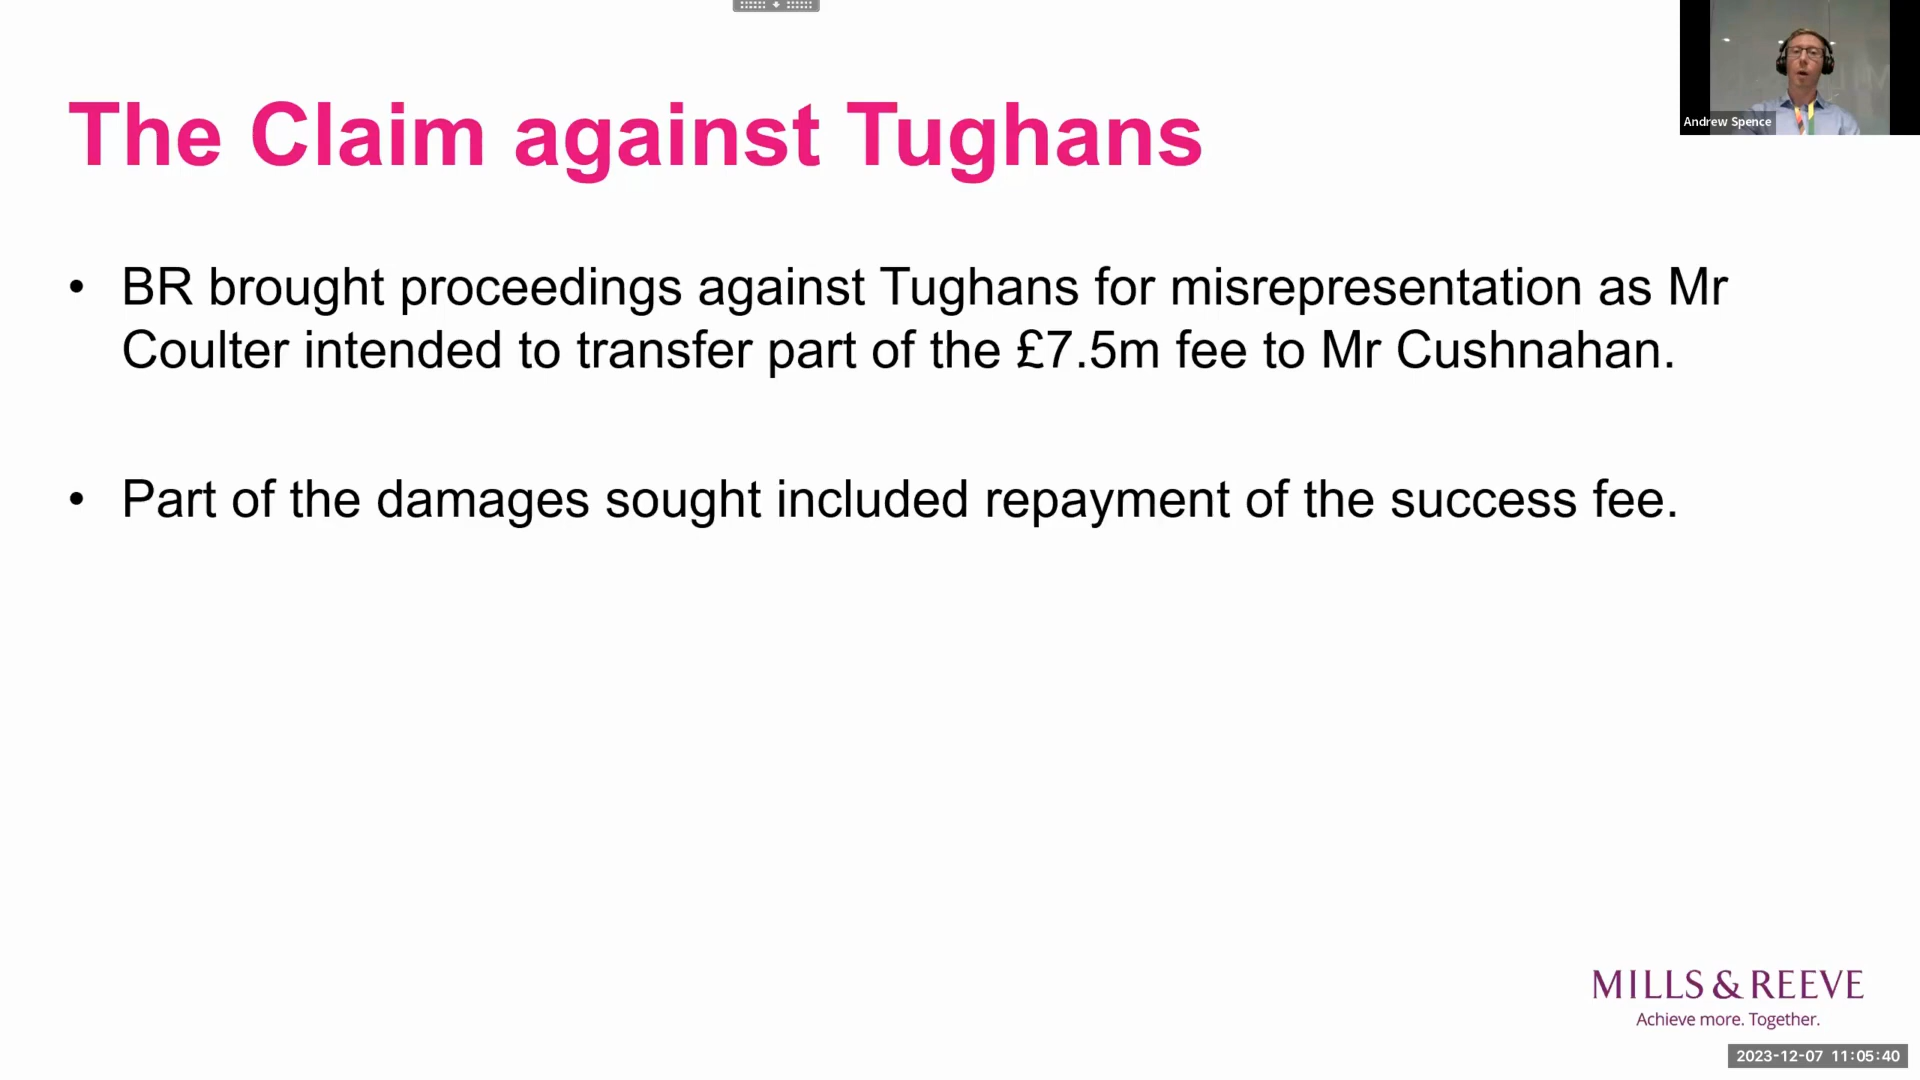 Andrew Spence
The Claim against Tughans
• BR brought proceedings against Tughans for misrepresentation as Mr
Coulter intended to transfer part of the £7.5m fee to Mr Cushnahan.
• Part of the damages sought included repayment of the success fee.
MILLS & REEVE
Achieve more. Together.
2023-12-07 11:05:40